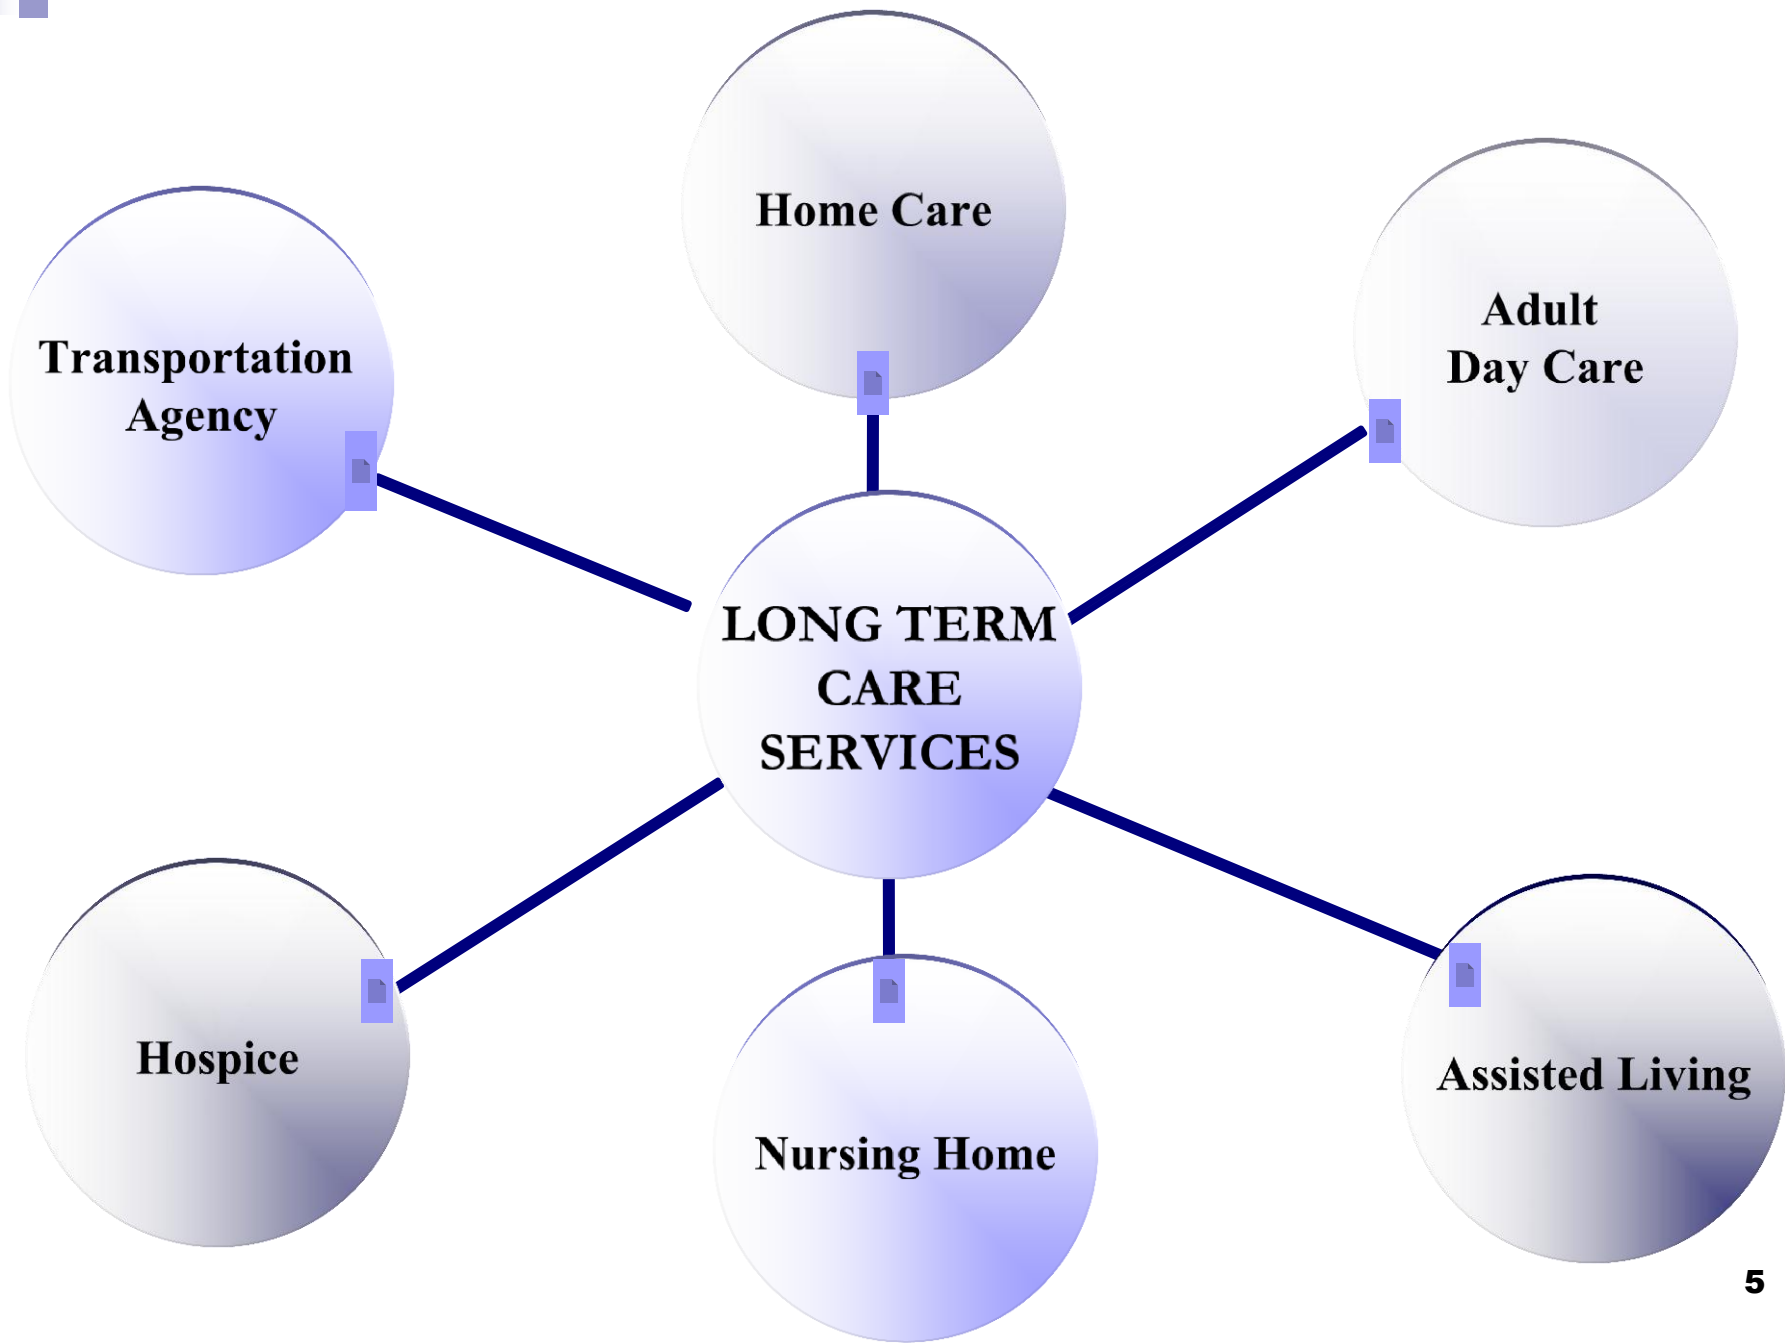 Home Care
Adult
Day Care
Transportation
Agency
LONG TERM
CARE
SERVICES
Hospice
Nursing Home
Assisted Living
5